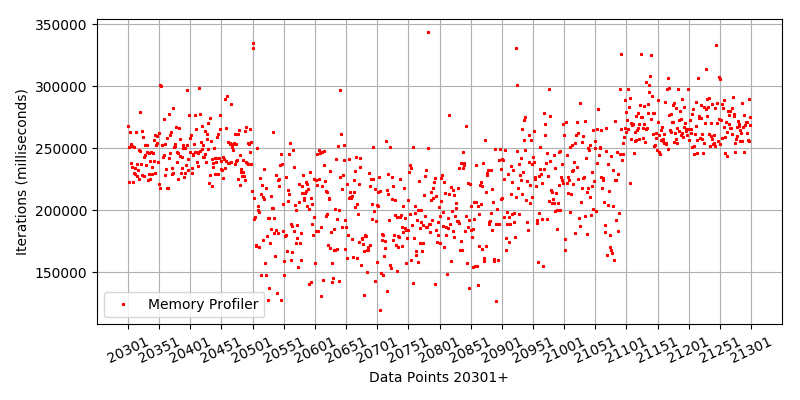 350000
300000
250000
200000
150000
Iterations (milliseconds)
Memory Profiler
20301 20351 20401 20451 20501 20551 20601 20651 20701 20751 20801 20851 20901 20951 21001 21051 21101 21151 21201 21251 21301
Data Points 20301+